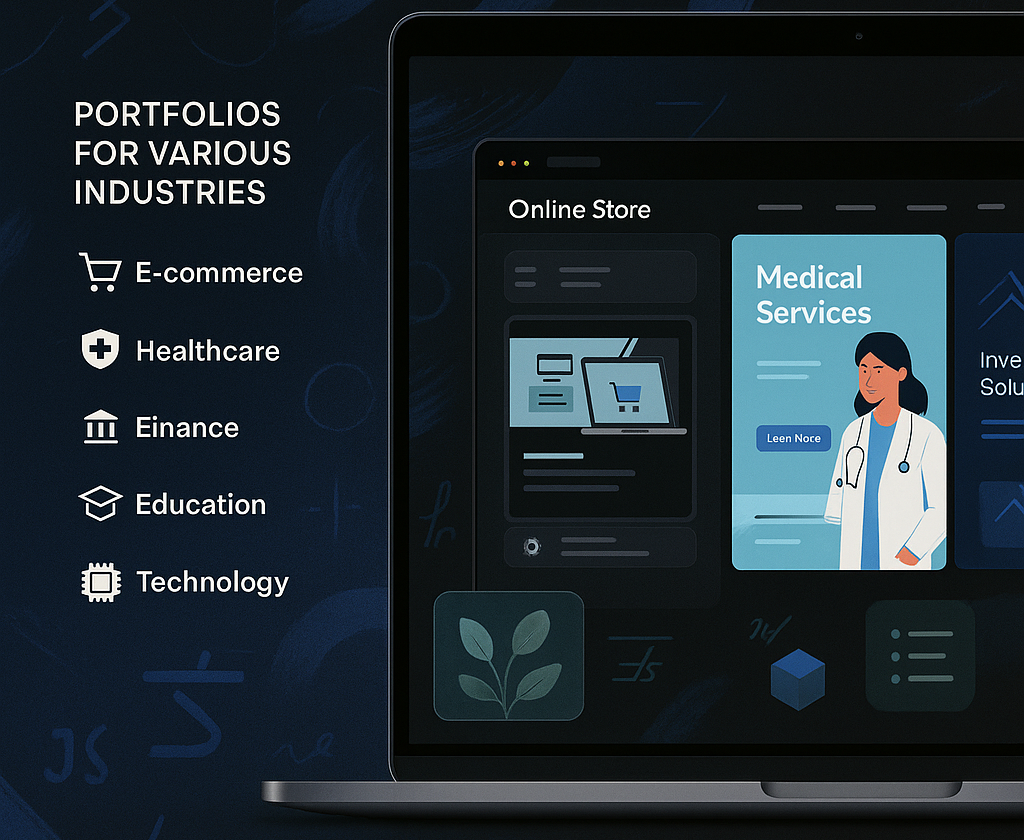 PORTFOLIOS
FOR VARIOUS
INDUSTRIES
E-commerce
Healthcare
Einance
Education
Technology
Online Store
Medical
Services
Leen Nore
Inve
Solu
JS